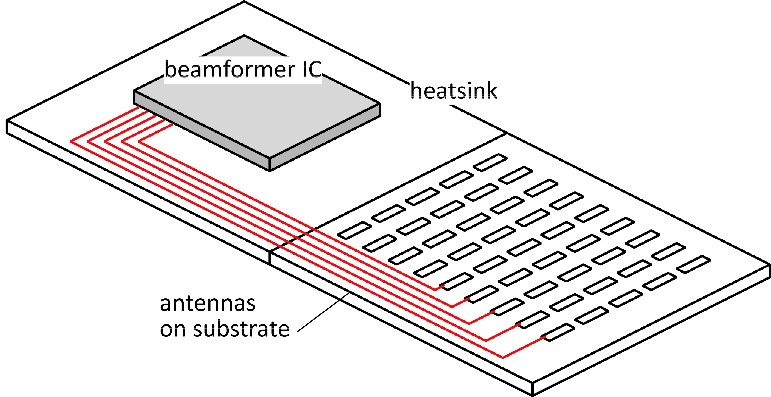 beamformer IC
heatsink
antennas
on substrate